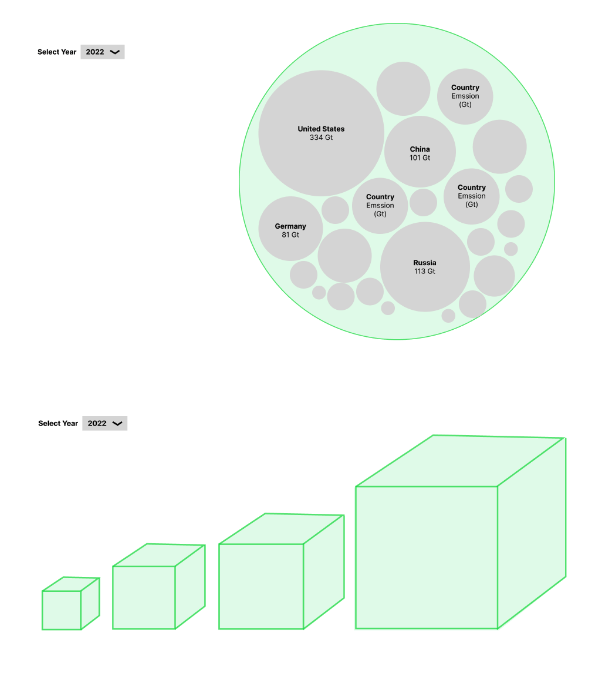 Select Year
2022
Country
Emssion
(Gt)
United States
334 Gt
China
101 Gt
Country
Emssion
(Gt)
Country
Emssion
(Gt)
Germany
81 Gt
Russia
113 Gt
Select Year
2022